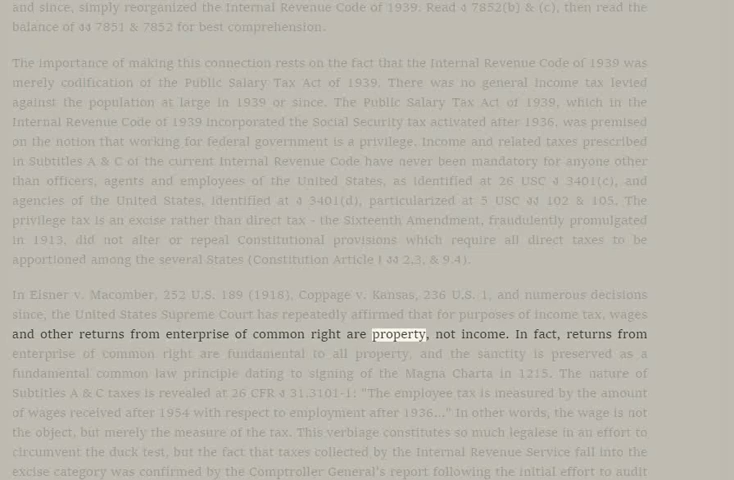 and since, simply reorganized the Internal Revenue Code of 1939. Read § 7852(b) & (c), then read the
balance of §§ 7851 & 7852 for best comprehension.
The importance of making this connection rests on the fact that the Internal Revenue Code of 1939 was
merely codification of the Public Salary Tax Act of 1939. There was no general income tax levied
against the population at large in 1939 or since. The Public Salary Tax Act of 1939, which in the
Internal Revenue Code of 1939 incorporated the Social Security tax activated after 1936, was premised
on the notion that working for federal government is a privilege. Income and related taxes prescribed
in Subtitles A & C of the current Internal Revenue Code have never been mandatory for anyone other
than officers, agents and employees of the United States, as identified at 26 USC § 3401(c), and
agencies of the United States, identified at § 3401(d), particularized at 5 USC §§ 102 & 105. The
privilege tax is an excise rather than direct tax - the Sixteenth Amendment, fraudulently promulgated
in 1913, did not alter or repeal Constitutional provisions which require all direct taxes to be
apportioned among the several States (Constitution Article I §§ 2.3, & 9.4).
In Eisner v. Macomber, 252 U.S. 189 (1918), Coppage v. Kansas, 236 U.S. 1, and numerous decisions
since, the United States Supreme Court has repeatedly affirmed that for purposes of income tax, wages
and other returns from enterprise of common right are property, not income. In fact, returns from
enterprise of common right are fundamental to all property, and the sanctity is preserved as a
fundamental common law principle dating to signing of the Magna Charta in 1215. The nature of
Subtitles A & C taxes is revealed at 26 CFR § 31.3101-1: "The employee tax is measured by the amount
of wages received after 1954 with respect to employment after 1936..." In other words, the wage is not
the object, but merely the measure of the tax. This verbiage constitutes so much legalese in an effort to
circumvent the duck test, but the fact that taxes collected by the Internal Revenue Service fall into the
excise category was confirmed by the Comptroller General's report following the initial effort to audit